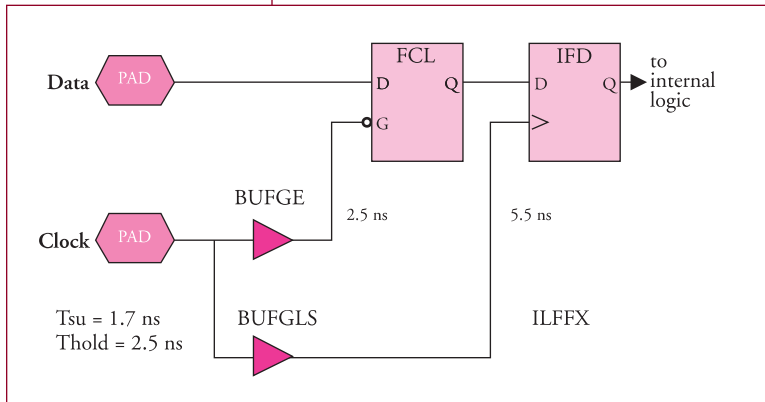 FCL
IFD
Data
PAD
D
Q
D
Q
to
internal
logic
G
BUFGE
2.5 ns
5.5 ns
Clock
PAD
Tsu = 1.7 ns
Thold = 2.5 ns
BUFGLS
ILFFX